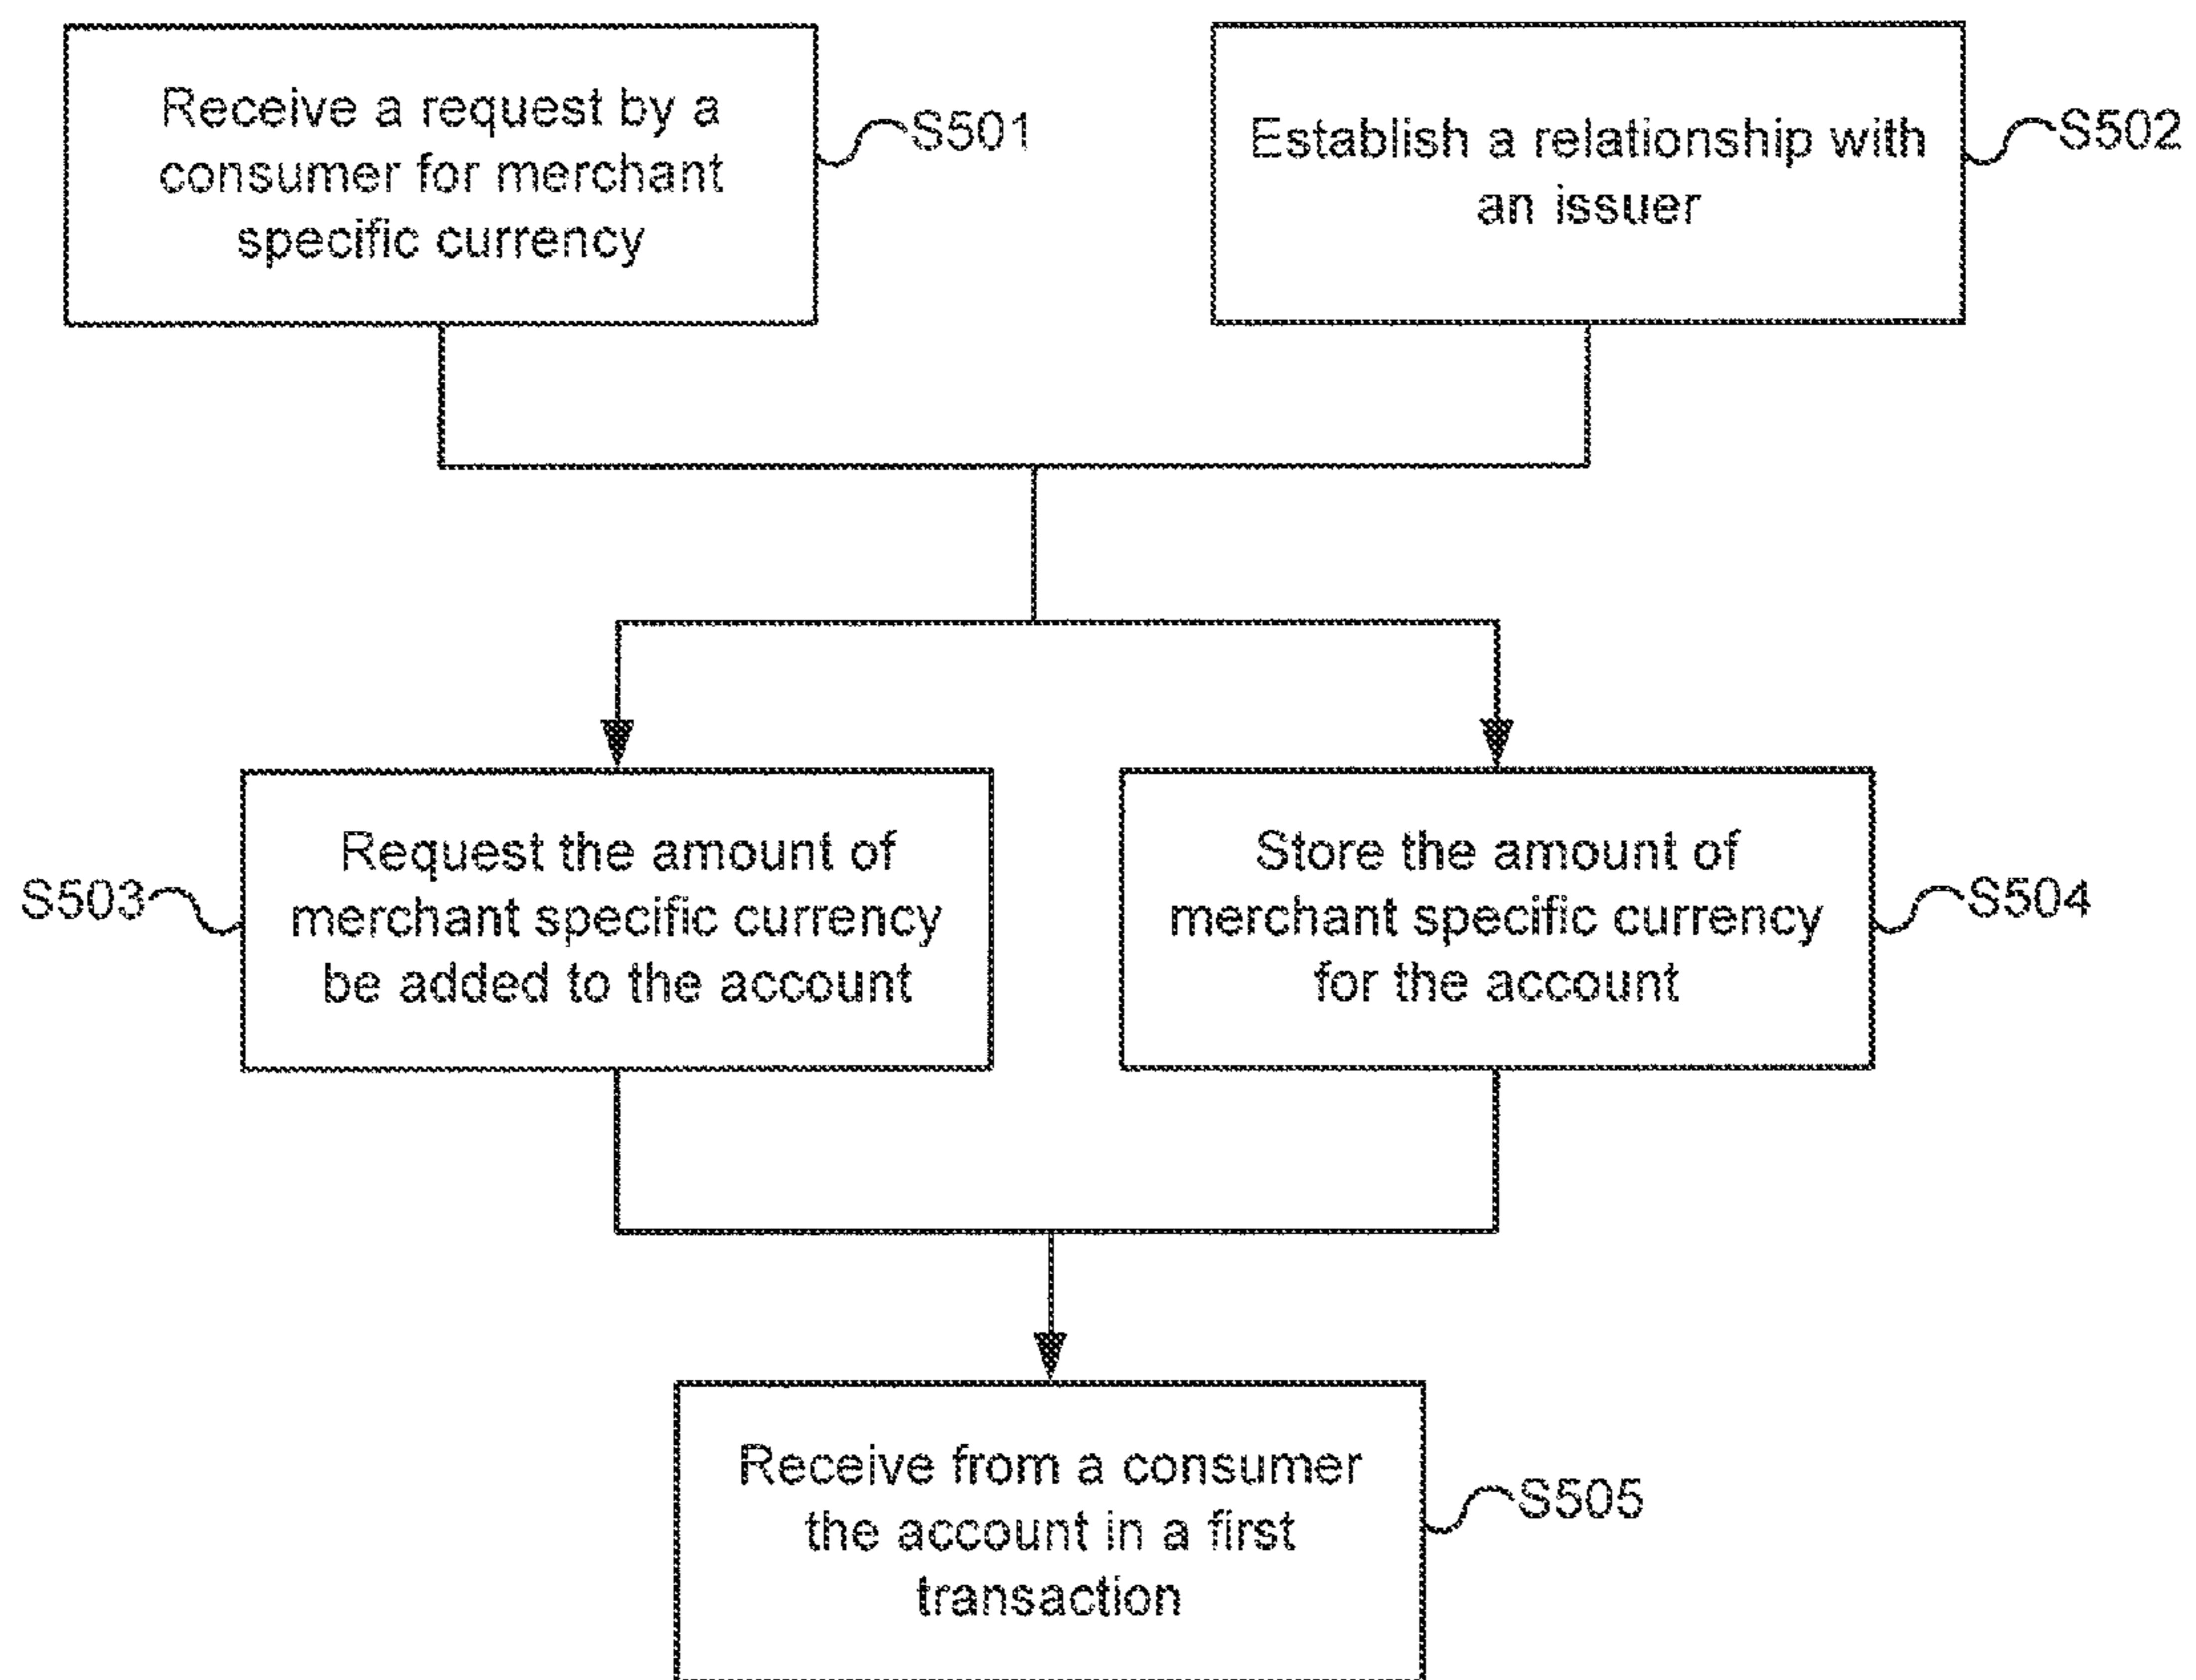 Receive a request by a
consumer for merchant
specific currency
S501
Establish a relationship with
an issuer
S502
S503
Request the amount of
merchant specific currency
be added to the account
Store the amount of
merchant specific currency
for the account
S504
Receive from a consumer
the account in a first
transaction
S505